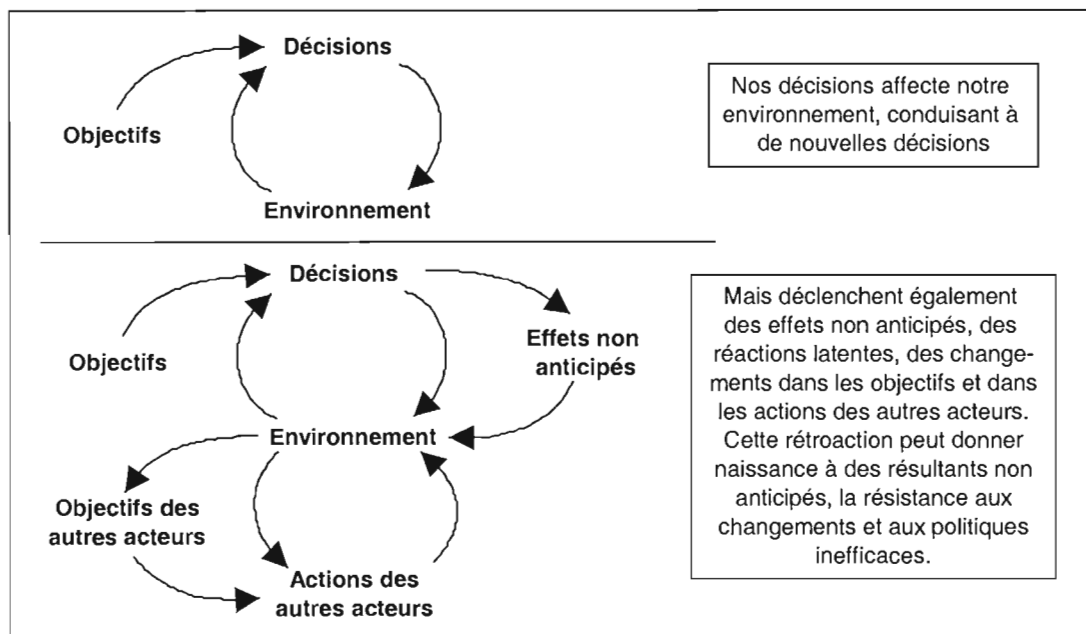 Décisions
Objectifs
Environnement
Nos décisions affecte notre
environnement, conduisant à
de nouvelles décisions
Décisions
Objectifs
Effets non
anticipés
Environnement
Objectifs des
autres acteurs
Actions des
autres acteurs
Mais déclenchent également
des effets non anticipés, des
réactions latentes, des change-
ments dans les objectifs et dans
les actions des autres acteurs.
Cette rétroaction peut donner
naissance à des résultants non
anticipés, la résistance aux
changements et aux politiques
inefficaces.